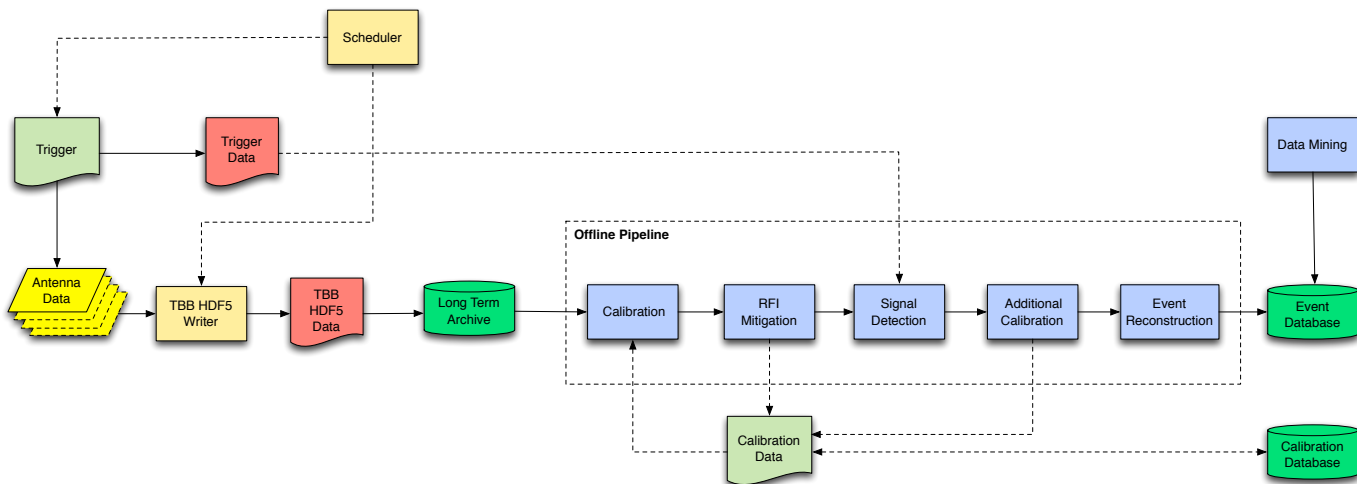 Scheduler
Trigger
Trigger
Data
Data Mining
Offline Pipeline
Antenna
Data
TBB HDF5
Writer
TBB
HDF5
Data
Long Term
Archive
Calibration
RFI
Mitigation
Signal
Detection
Additional
Calibration
Event
Reconstruction
Event
Database
Calibration
Data
Calibration
Database